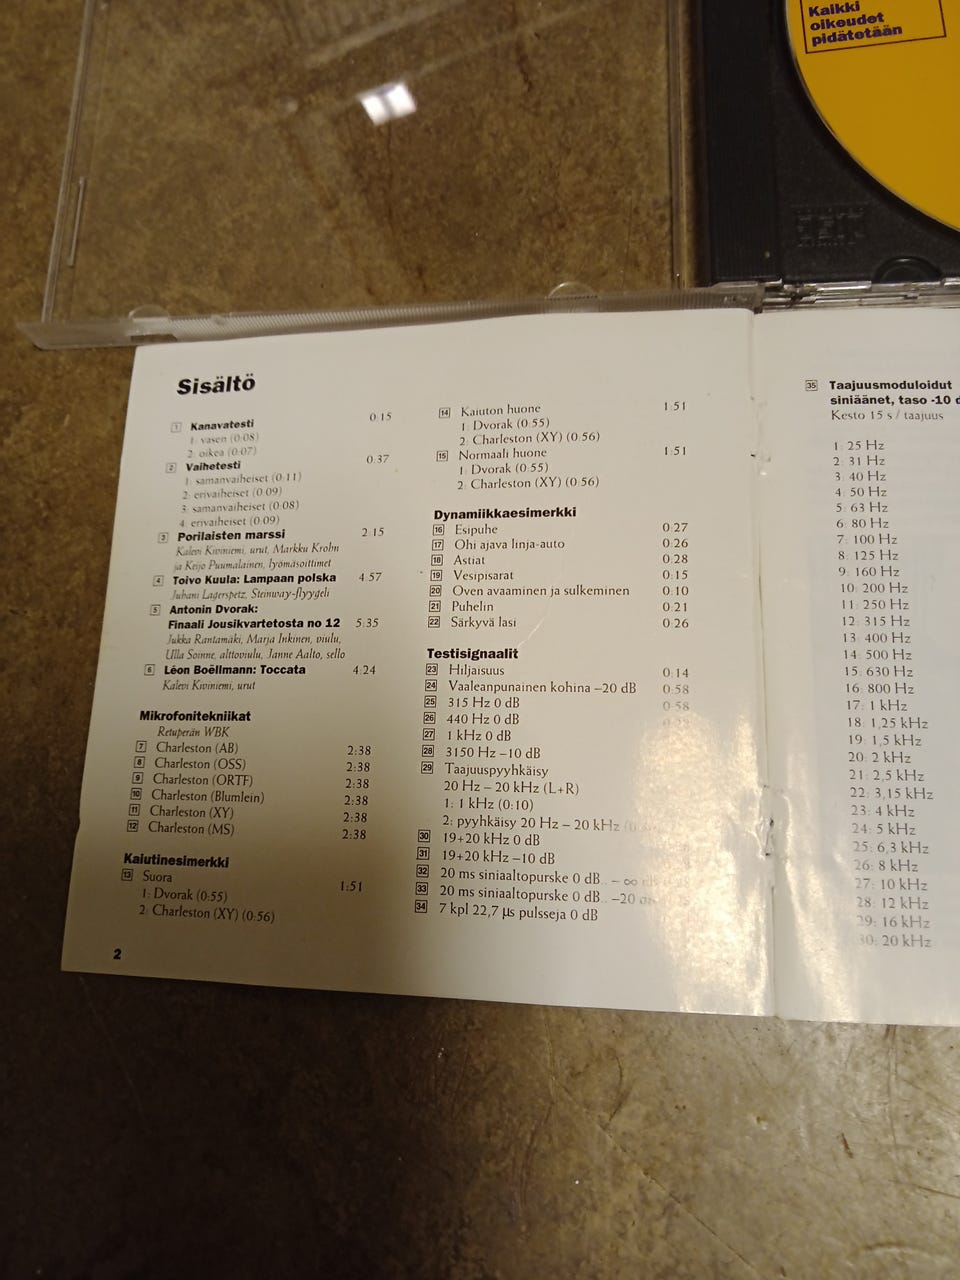 Kaikki
oikeudet
pidätetään
Sisältö
1 Kanavatesti 0:15
1: vasen (0:08)
2: oikea (0:07)
2 Vaihetesti 0:37
1: samanvaiheiset (0:11)
2: erivaiheiset (0:09)
3: samanvaiheiset (0:08)
4: erivaiheiset (0:09)
3 Porilaisten marssi 2:15
Kalevi Kiviniemi, urut, Markku Krohn
ja Keijo Puumalainen, lyömäsoittimet
4 Toivo Kuula: Lampaan polska 4:57
Juhani Lagerspetz, Steinway-flyygeli
5 Antonin Dvorak:
Finaali Jousikvartetosta no 12 5:35
Jukka Rantamäki, Marja Inkinen, viulu,
Ulla Soinne, alttoviulu, Janne Aalto, sello
6 Léon Boëllmann: Toccata 4:24
Kalevi Kiviniemi, urut
Mikrofonitekniikat
Retuperän WBK
7 Charleston (AB) 2:38
8 Charleston (OSS) 2:38
9 Charleston (ORTF) 2:38
10 Charleston (Blumlein) 2:38
11 Charleston (XY) 2:38
12 Charleston (MS) 2:38
Kaiutinesimerkki
13 Suora 1:51
1: Dvorak (0:55)
2: Charleston (XY) (0:56)
2
14 Kaiuton huone 1:51
1: Dvorak (0:55)
2: Charleston (XY) (0:56)
15 Normaali huone 1:51
1: Dvorak (0:55)
2: Charleston (XY) (0:56)
Dynamiikkaesimerkki
16 Esipuhe 0:27
17 Ohi ajava linja-auto 0:26
18 Astiat 0:28
19 Vesipisarat 0:15
20 Oven avaaminen ja sulkeminen 0:10
21 Puhelin 0:21
22 Särkyvä lasi 0:26
Testisignaalit
23 Hiljaisuus 0:14
24 Vaaleanpunainen kohina –20 dB 0:58
25 315 Hz 0 dB 0:58
26 440 Hz 0 dB
27 1 kHz 0 dB
28 3150 Hz –10 dB
29 Taajuuspyyhkäisy
20 Hz – 20 kHz (L+R)
1: 1 kHz (0:10)
2: pyyhkäisy 20 Hz – 20 kHz
30 19+20 kHz 0 dB
31 19+20 kHz –10 dB
32 20 ms siniaaltopurske 0 dB.. – ∞
33 20 ms siniaaltopurske 0 dB.. –20
34 7 kpl 22,7 µs pulsseja 0 dB
35 Taajuusmoduloidut
siniäänet, taso -10
Kesto 15 s / taajuus
1: 25 Hz
2: 31 Hz
3: 40 Hz
4: 50 Hz
5: 63 Hz
6: 80 Hz
7: 100 Hz
8: 125 Hz
9: 160 Hz
10: 200 Hz
11: 250 Hz
12: 315 Hz
13: 400 Hz
14: 500 Hz
15: 630 Hz
16: 800 Hz
17: 1 kHz
18: 1,25 kHz
19: 1,5 kHz
20: 2 kHz
21: 2,5 kHz
22: 3,15 kHz
23: 4 kHz
24: 5 kHz
25: 6,3 kHz
26: 8 kHz
27: 10 kHz
28: 12 kHz
29: 16 kHz
30: 20 kHz